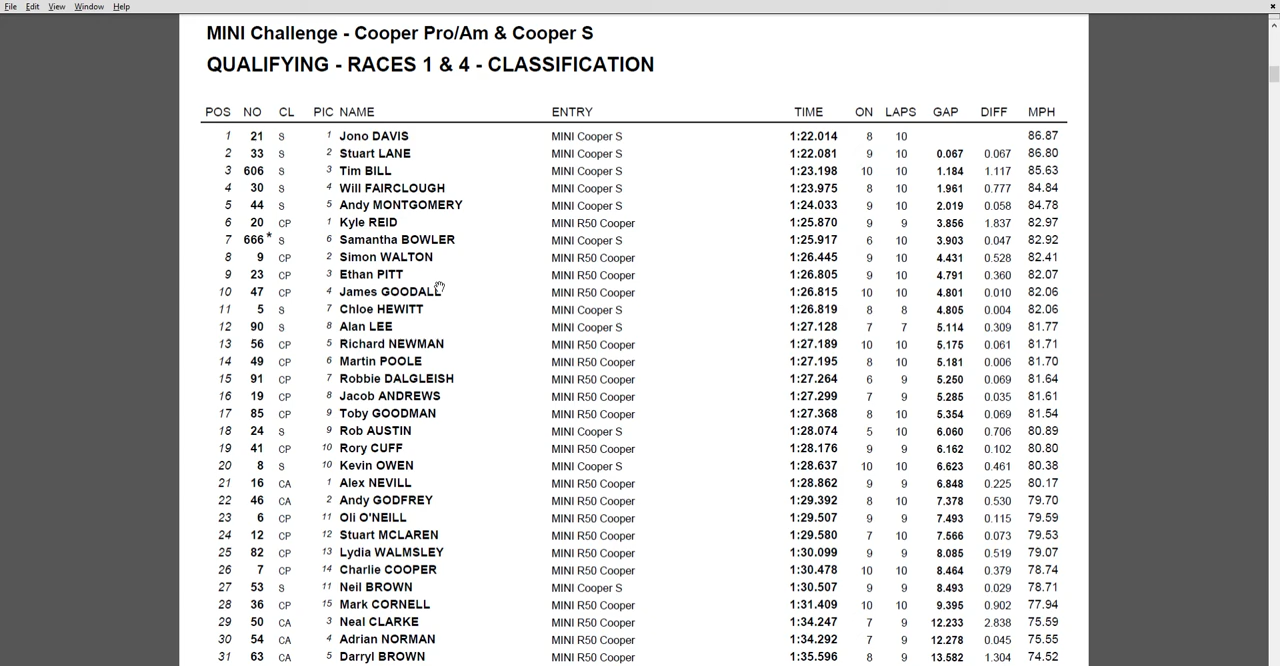 File Edit View Window Help
MINI Challenge - Cooper Pro/Am & Cooper S
QUALIFYING - RACES 1 & 4 - CLASSIFICATION
POS NO CL PIC NAME ENTRY TIME ON LAPS GAP DIFF MPH
1 21 S 1 Jono DAVIS MINI Cooper S 1:22.014 8 10 86.87
2 33 S 2 Stuart LANE MINI Cooper S 1:22.081 9 10 0.067 0.067 86.80
3 606 S 3 Tim BILL MINI Cooper S 1:23.198 10 10 1.184 1.117 85.63
4 30 S 4 Will FAIRCLOUGH MINI Cooper S 1:23.975 8 10 1.961 0.777 84.84
5 44 S 5 Andy MONTGOMERY MINI Cooper S 1:24.033 9 10 2.019 0.058 84.78
6 20 CP 1 Kyle REID MINI R50 Cooper 1:25.870 9 9 3.856 1.837 82.97
7 666 * S 6 Samantha BOWLER MINI Cooper S 1:25.917 6 10 3.903 0.047 82.92
8 9 CP 2 Simon WALTON MINI R50 Cooper 1:26.445 9 10 4.431 0.528 82.41
9 23 CP 3 Ethan PITT MINI R50 Cooper 1:26.805 9 10 4.791 0.360 82.07
10 47 CP 4 James GOODALL MINI R50 Cooper 1:26.815 10 10 4.801 0.010 82.06
11 5 S 7 Chloe HEWITT MINI Cooper S 1:26.819 8 8 4.805 0.004 82.06
12 90 S 8 Alan LEE MINI Cooper S 1:27.128 7 7 5.114 0.309 81.77
13 56 CP 5 Richard NEWMAN MINI R50 Cooper 1:27.189 10 10 5.175 0.061 81.71
14 49 CP 6 Martin POOLE MINI R50 Cooper 1:27.195 8 10 5.181 0.006 81.70
15 91 CP 7 Robbie DALGLEISH MINI R50 Cooper 1:27.264 6 9 5.250 0.069 81.64
16 19 CP 8 Jacob ANDREWS MINI R50 Cooper 1:27.299 7 9 5.285 0.035 81.61
17 85 CP 9 Toby GOODMAN MINI R50 Cooper 1:27.368 8 10 5.354 0.069 81.54
18 24 S 9 Rob AUSTIN MINI Cooper S 1:28.074 5 10 6.060 0.706 80.89
19 41 CP 10 Rory CUFF MINI R50 Cooper 1:28.176 9 9 6.162 0.102 80.80
20 8 S 10 Kevin OWEN MINI Cooper S 1:28.637 10 10 6.623 0.461 80.38
21 16 CA 1 Alex NEVILL MINI R50 Cooper 1:28.862 9 9 6.848 0.225 80.17
22 46 CA 2 Andy GODFREY MINI R50 Cooper 1:29.392 8 10 7.378 0.530 79.70
23 6 CP 11 Oli O'NEILL MINI R50 Cooper 1:29.507 9 9 7.493 0.115 79.59
24 12 CP 12 Stuart MCLAREN MINI R50 Cooper 1:29.580 7 10 7.566 0.073 79.53
25 82 CP 13 Lydia WALMSLEY MINI R50 Cooper 1:30.099 9 9 8.085 0.519 79.07
26 7 CP 14 Charlie COOPER MINI R50 Cooper 1:30.478 10 10 8.464 0.379 78.74
27 53 S 11 Neil BROWN MINI Cooper S 1:30.507 9 9 8.493 0.029 78.71
28 36 CP 15 Mark CORNELL MINI R50 Cooper 1:31.409 10 10 9.395 0.902 77.94
29 50 CA 3 Neal CLARKE MINI R50 Cooper 1:34.247 7 9 12.233 2.838 75.59
30 54 CA 4 Adrian NORMAN MINI R50 Cooper 1:34.292 7 9 12.278 0.045 75.55
31 63 CA 5 Darryl BROWN MINI R50 Cooper 1:35.596 8 9 13.582 1.304 74.52